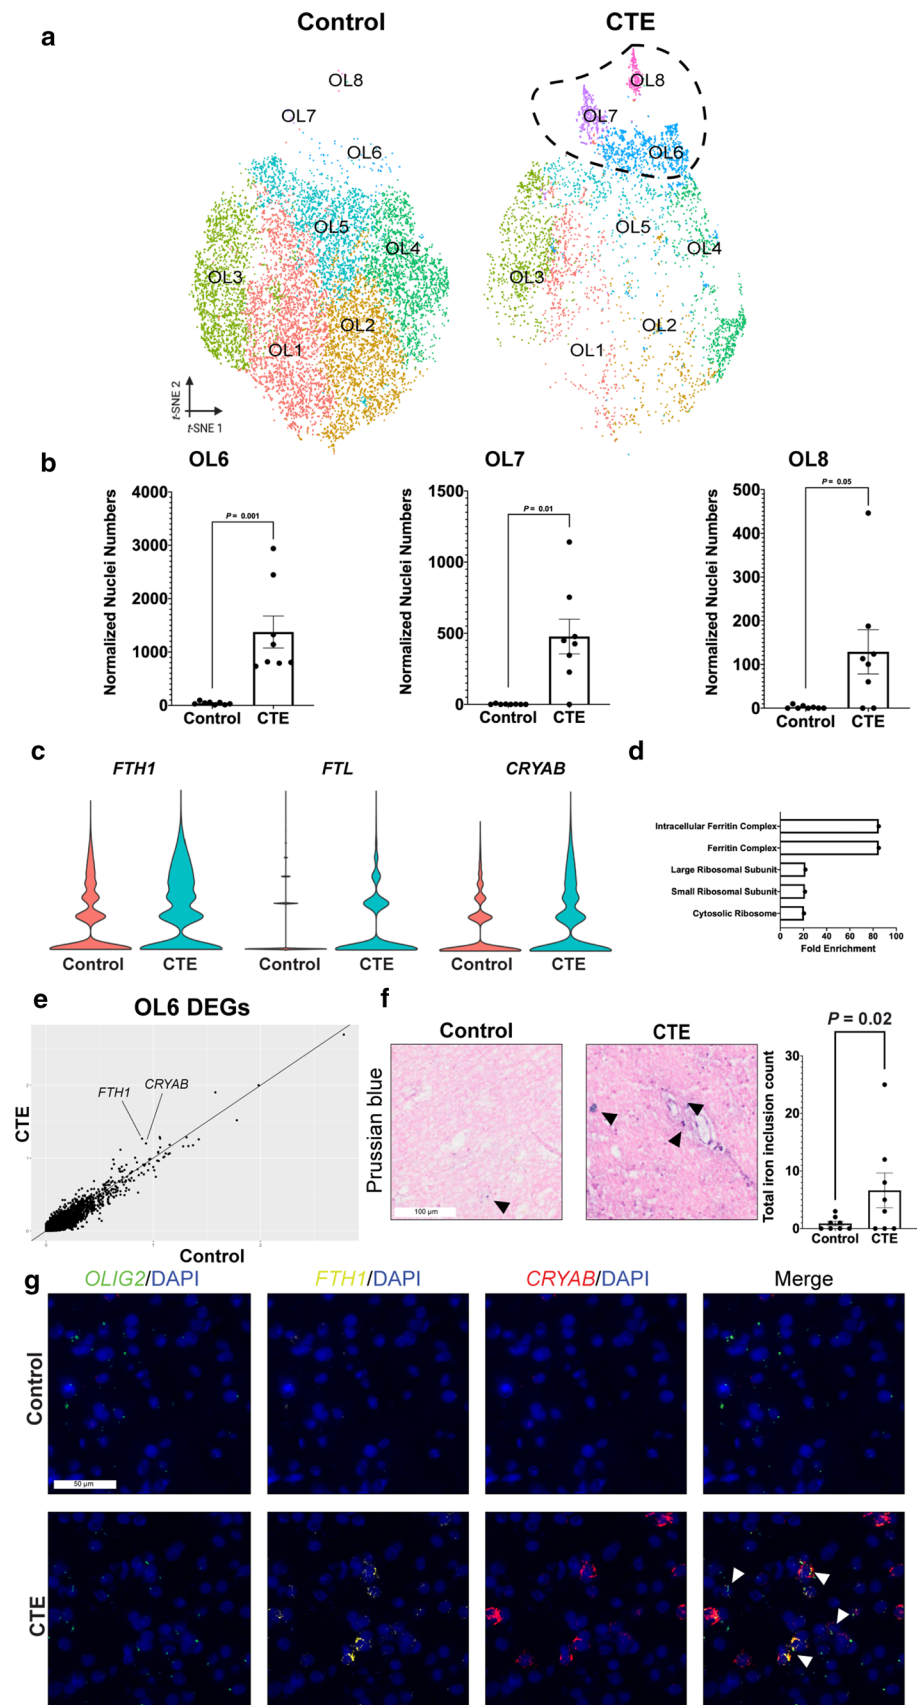 a
Control
CTE
OL8
OL7
OL6
OL5
OL4
OL3
OL2
OL1
OL8
OL7
OL6
OL5
OL4
OL3
OL2
OL1
t-SNE 2
t-SNE 1
b
OL6
OL7
OL8
Normalized Nuclei Numbers
4000
3000
2000
1000
0
P = 0.001
Control
CTE
Normalized Nuclei Numbers
1500
1000
500
0
P = 0.01
Control
CTE
Normalized Nuclei Numbers
500
400
300
200
100
0
P = 0.05
Control
CTE
c
FTH1
FTL
CRYAB
Control
CTE
Control
CTE
Control
CTE
d
Intracellular Ferritin Complex
Ferritin Complex
Large Ribosomal Subunit
Small Ribosomal Subunit
Cytosolic Ribosome
0 20 40 60 80 100
Fold Enrichment
e
OL6 DEGs
CTE
FTH1
CRYAB
2
1
0
0
1
2
Control
f
Control
CTE
Prussian blue
100 µm
P = 0.02
Total iron inclusion count
30
20
10
0
Control
CTE
g
OLIG2/DAPI
FTH1/DAPI
CRYAB/DAPI
Merge
Control
50 µm
CTE